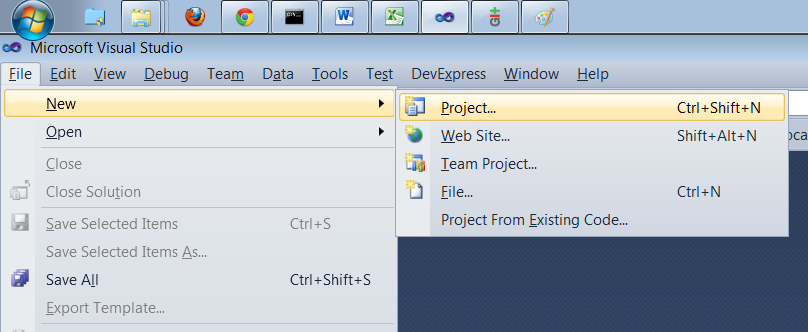 Microsoft Visual Studio
File Edit View Debug Team Data Tools Test DevExpress Window Help
New
Open
Close
Close Solution
Save Selected Items Ctrl+S
Save Selected Items As...
Save All Ctrl+Shift+S
Export Template...
Project... Ctrl+Shift+N
Web Site... Shift+Alt+N
Team Project...
File... Ctrl+N
Project From Existing Code...